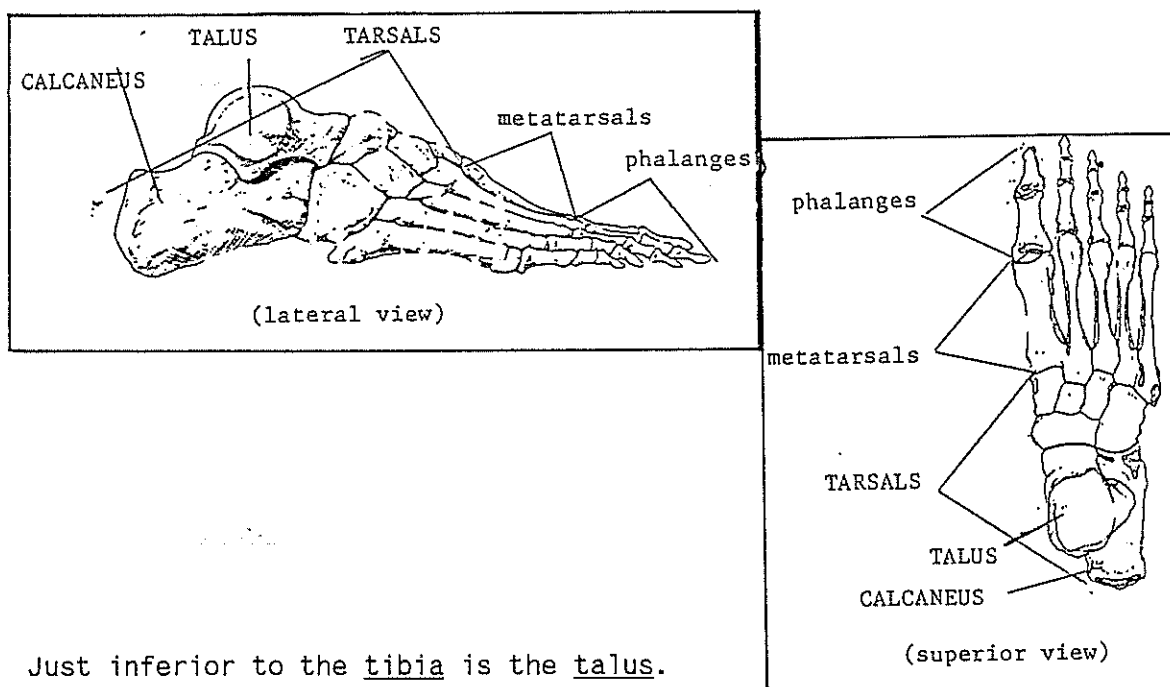 TALUS
TARSALS
CALCANEUS
metatarsals
phalanges
(lateral view)
phalanges
metatarsals
TARSALS
TALUS
CALCANEUS
(superior view)
Just inferior to the tibia is the talus.